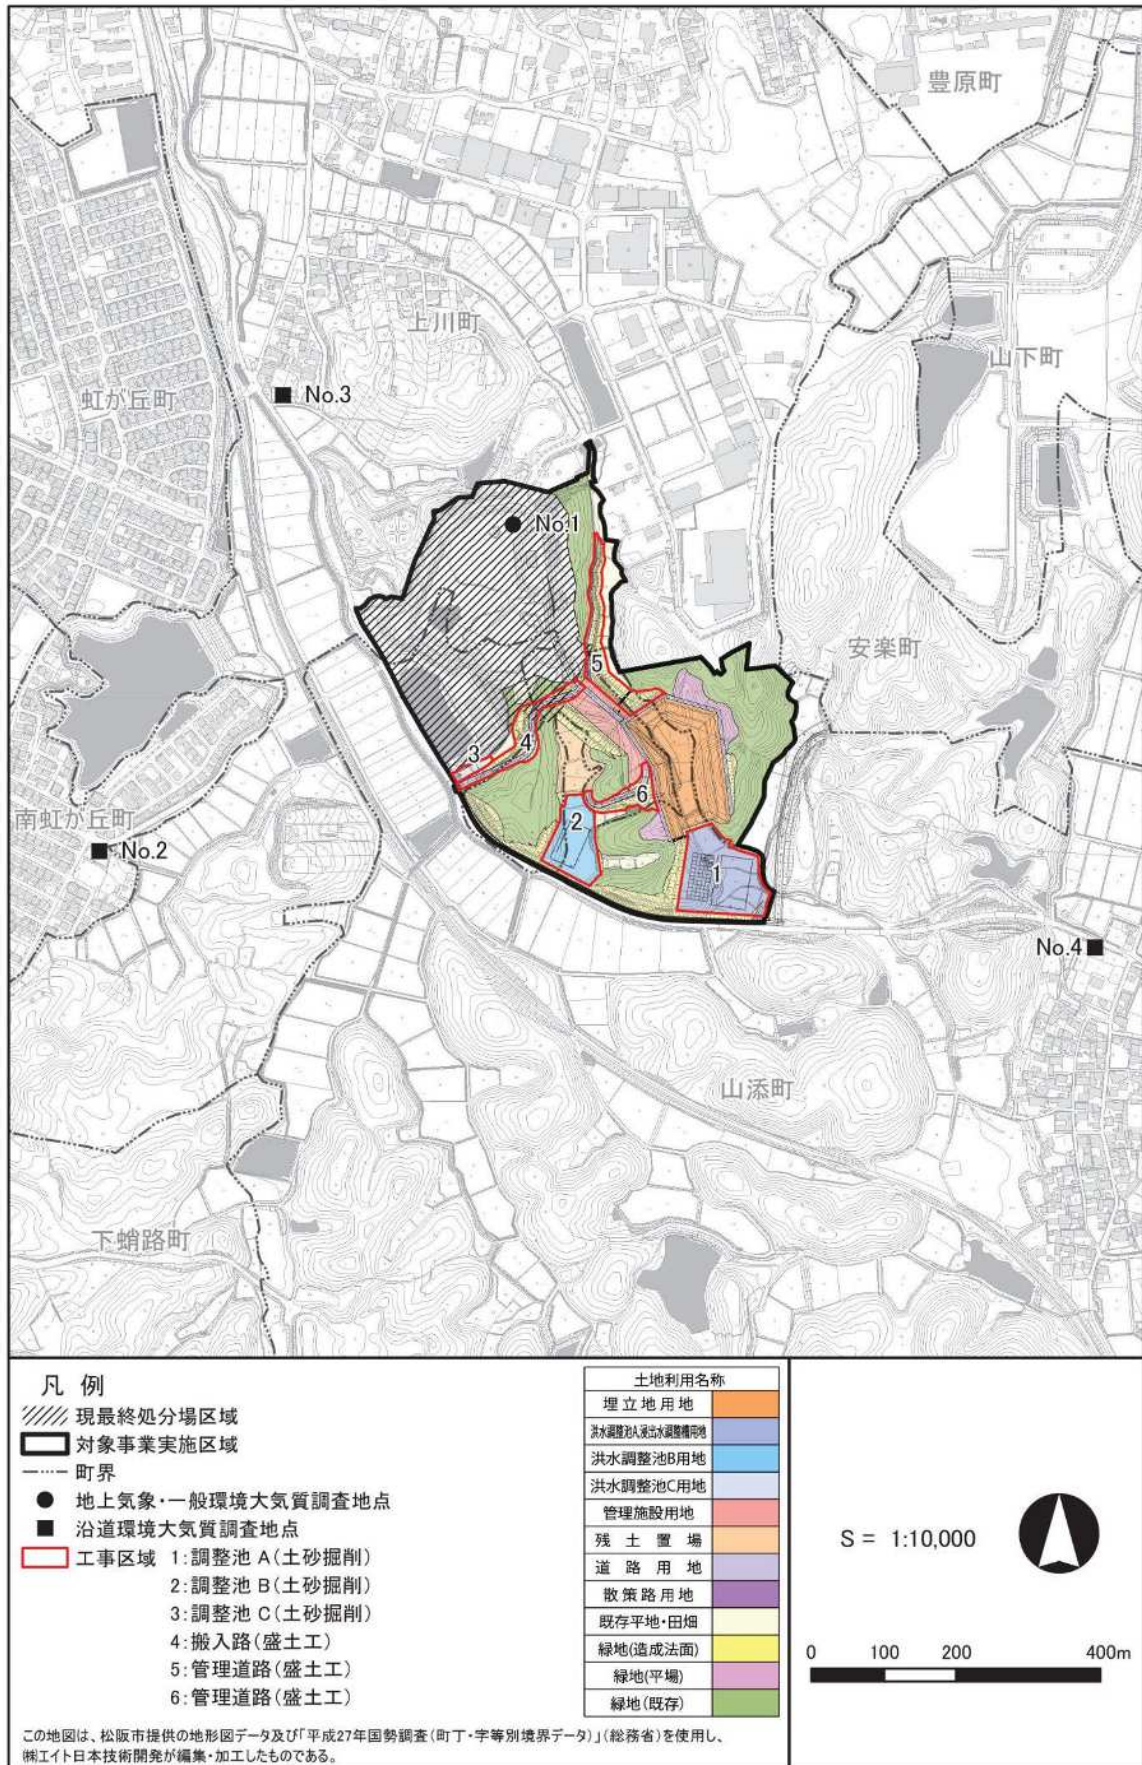 豊原町
上川町
山下町
虹が丘町
No.3
No.1
安楽町
5
4
3
6
2
1
南虹が丘町
No.2
No.4
山添町
下蛸路町
凡 例
現最終処分場区域
対象事業実施区域
町界
地上気象・一般環境大気質調査地点
沿道環境大気質調査地点
工事区域 1:調整池 A(土砂掘削)
2:調整池 B(土砂掘削)
3:調整池 C(土砂掘削)
4:搬入路(盛土工)
5:管理道路(盛土工)
6:管理道路(盛土工)
土地利用名称
埋立地用地
洪水調整池A,浸出水調整槽用地
洪水調整池B用地
洪水調整池C用地
管理施設用地
残土置場
道路用地
散策路用地
既存平地・田畑
緑地(造成法面)
緑地(平場)
緑地(既存)
S = 1:10,000
0 100 200 400m
この地図は、松阪市提供の地形図データ及び「平成27年国勢調査(町丁・字等別境界データ)」(総務省)を使用し、
㈱エイト日本技術開発が編集・加工したものである。